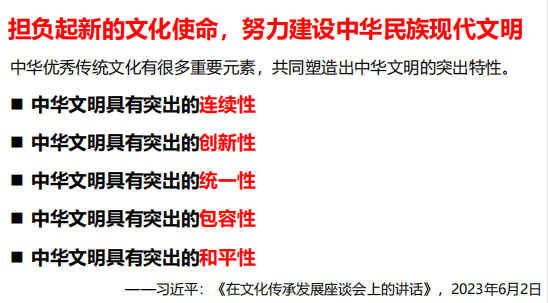 担负起新的文化使命，努力建设中华民族现代文明
中华优秀传统文化有很多重要元素，共同塑造出中华文明的突出特性。
■ 中华文明具有突出的连续性
■ 中华文明具有突出的创新性
■ 中华文明具有突出的统一性
■ 中华文明具有突出的包容性
■ 中华文明具有突出的和平性
——习近平：《在文化传承发展座谈会上的讲话》，2023年6月2日